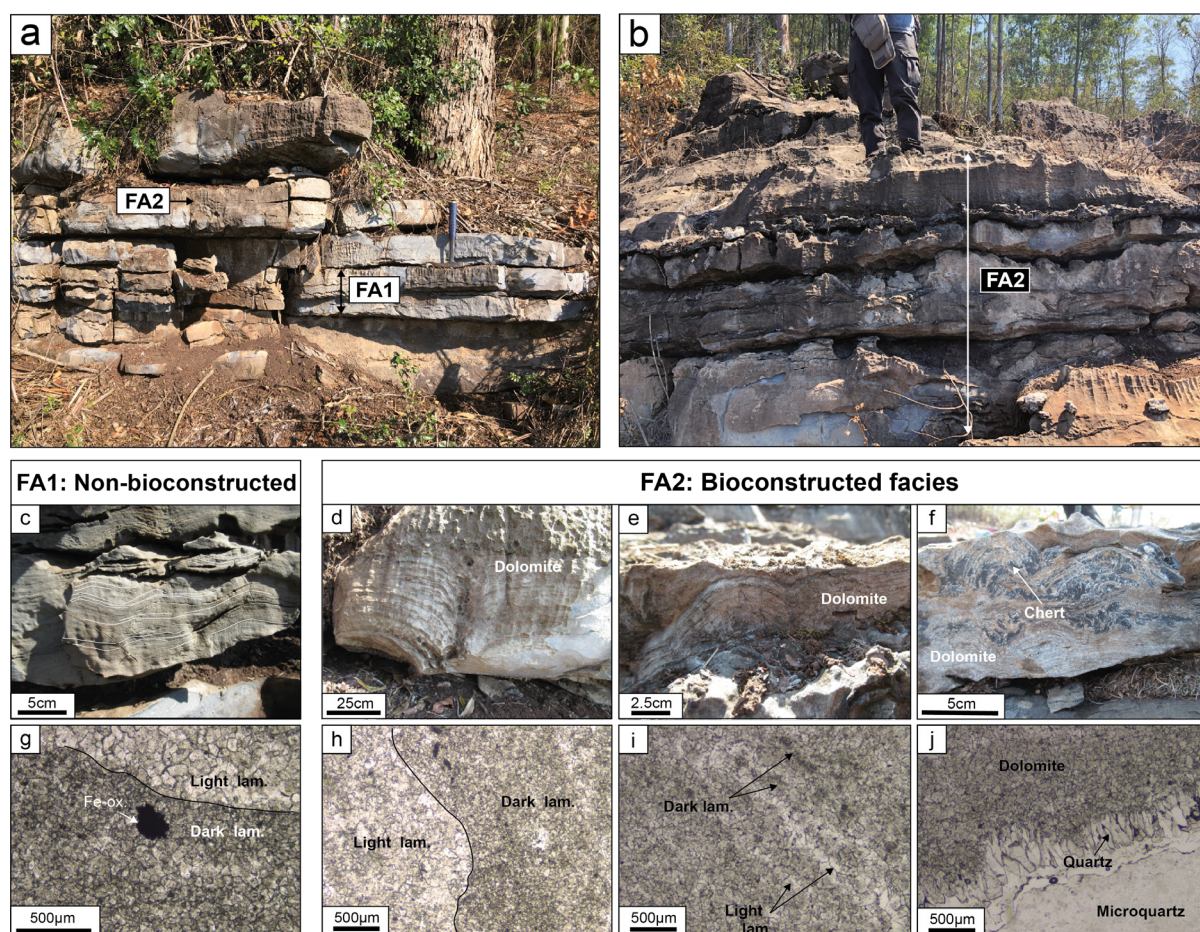 a
FA2
FA1
b
FA2
FA1: Non-bioconstructed
FA2: Bioconstructed facies
c
5cm
d
Dolomite
25cm
e
Dolomite
2.5cm
f
Chert
Dolomite
5cm
g
Light lam.
Fe-ox
Dark lam.
500µm
h
Dark lam.
Light lam.
500µm
i
Dark lam.
Light
lam
500µm
j
Dolomite
Quartz
Microquartz
500µm